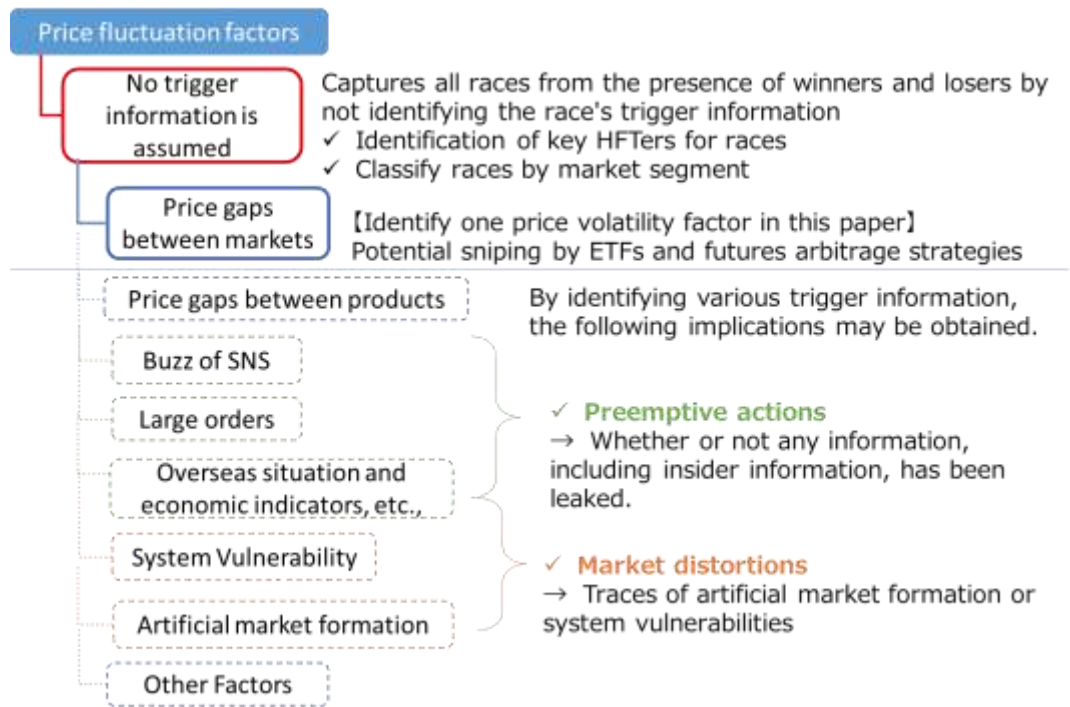 Price fluctuation factors
No trigger
information is
assumed
Captures all races from the presence of winners and losers by
not identifying the race's trigger information
✓ Identification of key HFTers for races
✓ Classify races by market segment
Price gaps
between markets
【Identify one price volatility factor in this paper】
Potential sniping by ETFs and futures arbitrage strategies
Price gaps between products
By identifying various trigger information,
the following implications may be obtained.
Buzz of SNS
Large orders
Overseas situation and
economic indicators, etc.,
✓ Preemptive actions
→ Whether or not any information,
including insider information, has been
leaked.
System Vulnerability
Artificial market formation
✓ Market distortions
→ Traces of artificial market formation or
system vulnerabilities
Other Factors